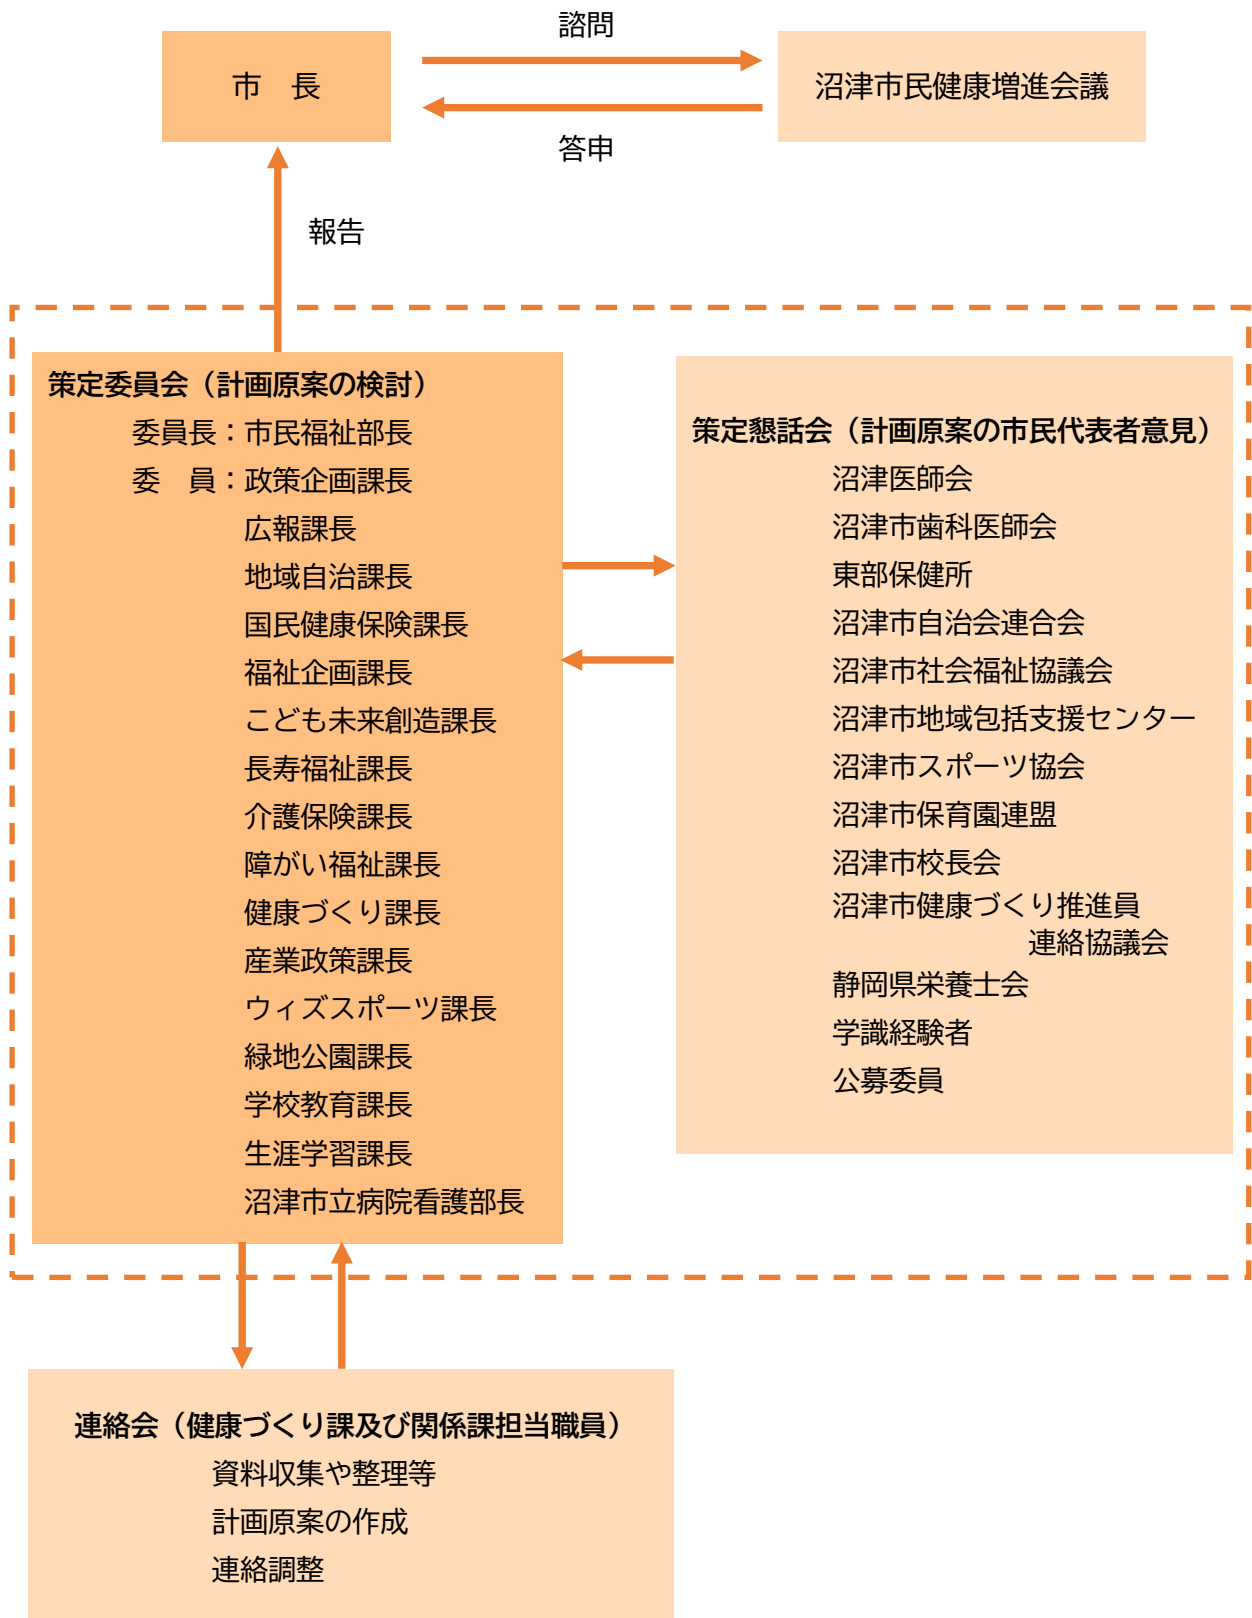 諮問
市　長
沼津市民健康増進会議
答申
報告
策定委員会（計画原案の検討）
委員長：市民福祉部長
委　員：政策企画課長
広報課長
地域自治課長
国民健康保険課長
福祉企画課長
こども未来創造課長
長寿福祉課長
介護保険課長
障がい福祉課長
健康づくり課長
産業政策課長
ウィズスポーツ課長
緑地公園課長
学校教育課長
生涯学習課長
沼津市立病院看護部長
策定懇話会（計画原案の市民代表者意見）
沼津医師会
沼津市歯科医師会
東部保健所
沼津市自治会連合会
沼津市社会福祉協議会
沼津市地域包括支援センター
沼津市スポーツ協会
沼津市保育園連盟
沼津市校長会
沼津市健康づくり推進員
連絡協議会
静岡県栄養士会
学識経験者
公募委員
連絡会（健康づくり課及び関係課担当職員）
資料収集や整理等
計画原案の作成
連絡調整